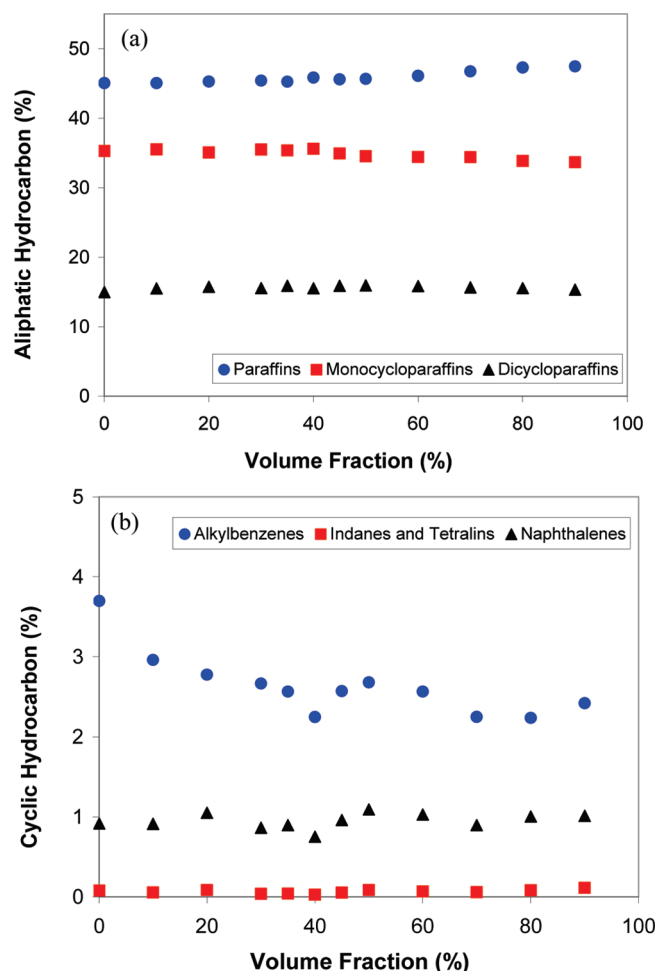 (a)
50
40
30
20
10
0
Aliphatic Hydrocarbon (%)
Paraffins Monocycloparaffins Dicycloparaffins
0 20 40 60 80 100
Volume Fraction (%)
(b)
Alkylbenzenes Indanes and Tetralins Naphthalenes
5
4
3
2
1
0
Cyclic Hydrocarbon (%)
0 20 40 60 80 100
Volume Fraction (%)